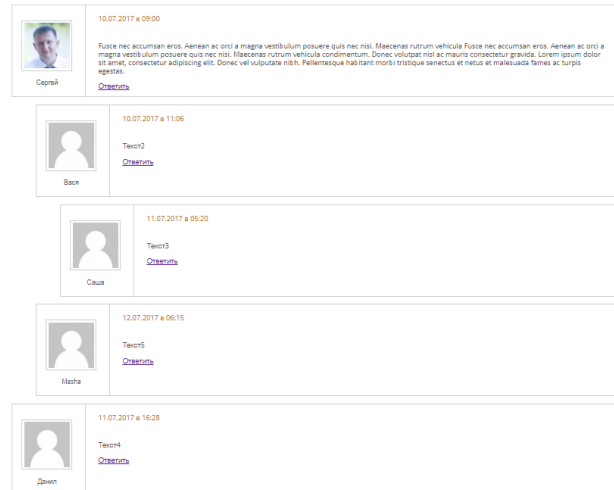 10.07.2017 в 09:00
Fusce nec accumsan eros. Aenean ac orci a magna vestibulum posuere quis nec nisi. Maecenas rutrum vehicula Fusce nec accumsan eros. Aenean ac orci a
magna vestibulum posuere quis nec nisi. Maecenas rutrum vehicula condimentum. Donec volutpat nisl ac mauris consectetur gravida. Lorem ipsum dolor
sit amet, consectetur adipiscing elit. Donec vel vulputate nibh. Pellentesque habitant morbi tristique senectus et netus et malesuada fames ac turpis
egestas.
Сергей
Ответить
10.07.2017 в 11:06
Текст2
Ответить
Вася
11.07.2017 в 05:20
Текст3
Ответить
Саша
12.07.2017 в 06:15
Текст5
Ответить
Masha
11.07.2017 в 16:28
Текст4
Ответить
Данил